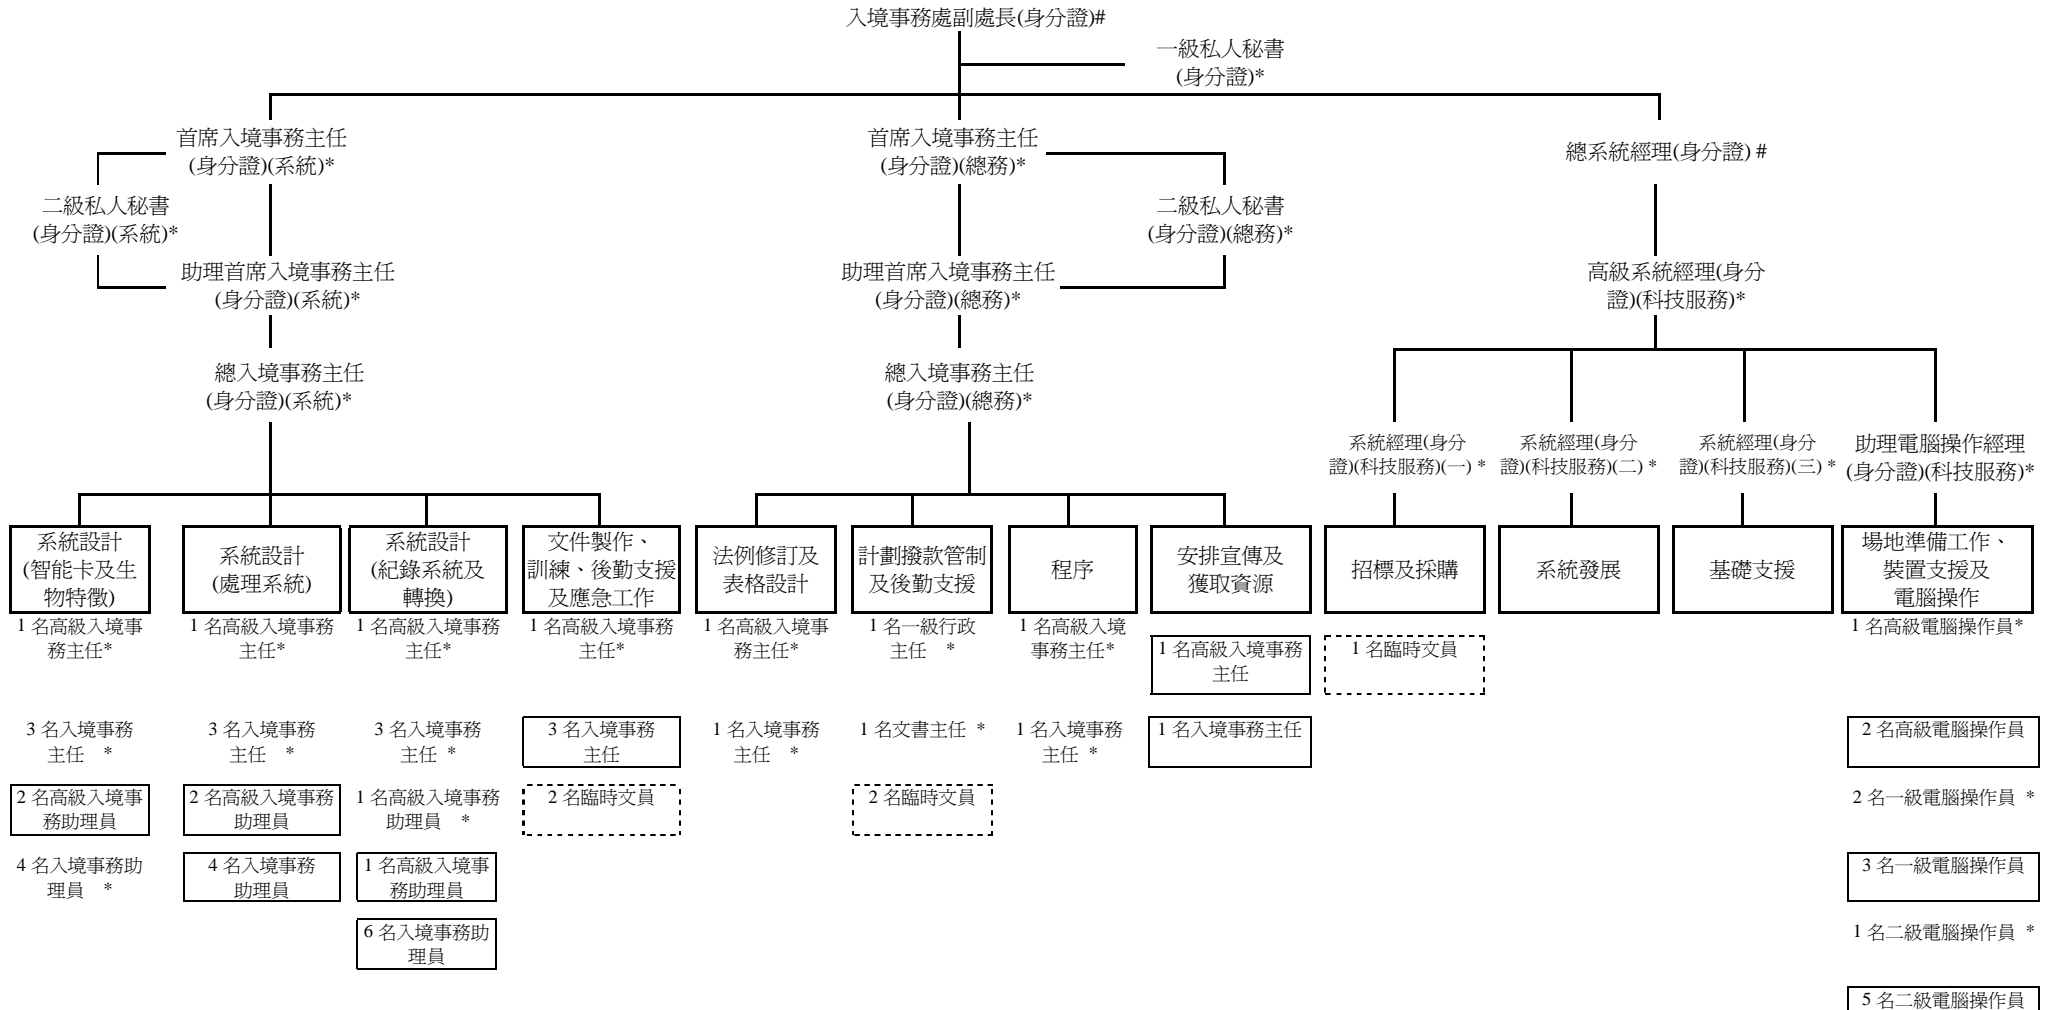 入境事務處副處長(身分證)#
一級私人秘書
(身分證)*
首席入境事務主任
(身分證)(系統)*
首席入境事務主任
(身分證)(總務)*
總系統經理(身分證) #
二級私人秘書
(身分證)(系統)*
二級私人秘書
(身分證)(總務)*
助理首席入境事務主任
(身分證)(系統)*
助理首席入境事務主任
(身分證)(總務)*
高級系統經理(身分
證)(科技服務)*
總入境事務主任
(身分證)(系統)*
總入境事務主任
(身分證)(總務)*
系統經理(身分
證)(科技服務)(一) *
系統經理(身分
證)(科技服務)(二) *
系統經理(身分
證)(科技服務)(三) *
助理電腦操作經理
(身分證)(科技服務)*
系統設計
(智能卡及生
物特徵)
系統設計
(處理系統)
系統設計
(紀錄系統及
轉換)
文件製作、
訓練、後勤支援
及應急工作
法例修訂及
表格設計
計劃撥款管制
及後勤支援
程序
安排宣傳及
獲取資源
招標及採購
系統發展
基礎支援
場地準備工作、
裝置支援及
電腦操作
1 名高級入境事
務主任*
1 名高級入境事務
主任*
1 名高級入境事務
主任*
1 名高級入境事務
主任*
1 名高級入境事
務主任*
1 名一級行政
主任 *
1 名高級入境
事務主任*
1 名高級入境事務
主任
1 名臨時文員
1 名高級電腦操作員*
3 名入境事務
主任 *
3 名入境事務
主任 *
3 名入境事務
主任 *
3 名入境事務
主任
1 名入境事務
主任 *
1 名文書主任 *
1 名入境事務
主任 *
1 名入境事務主任
2 名高級電腦操作員
2 名高級入境事
務助理員
2 名高級入境事務
助理員
1 名高級入境事務
助理員 *
2 名臨時文員
2 名臨時文員
2 名一級電腦操作員 *
4 名入境事務助
理員 *
4 名入境事務
助理員
1 名高級入境事
務助理員
3 名一級電腦操作員
6 名入境事務助
理員
1 名二級電腦操作員 *
5 名二級電腦操作員